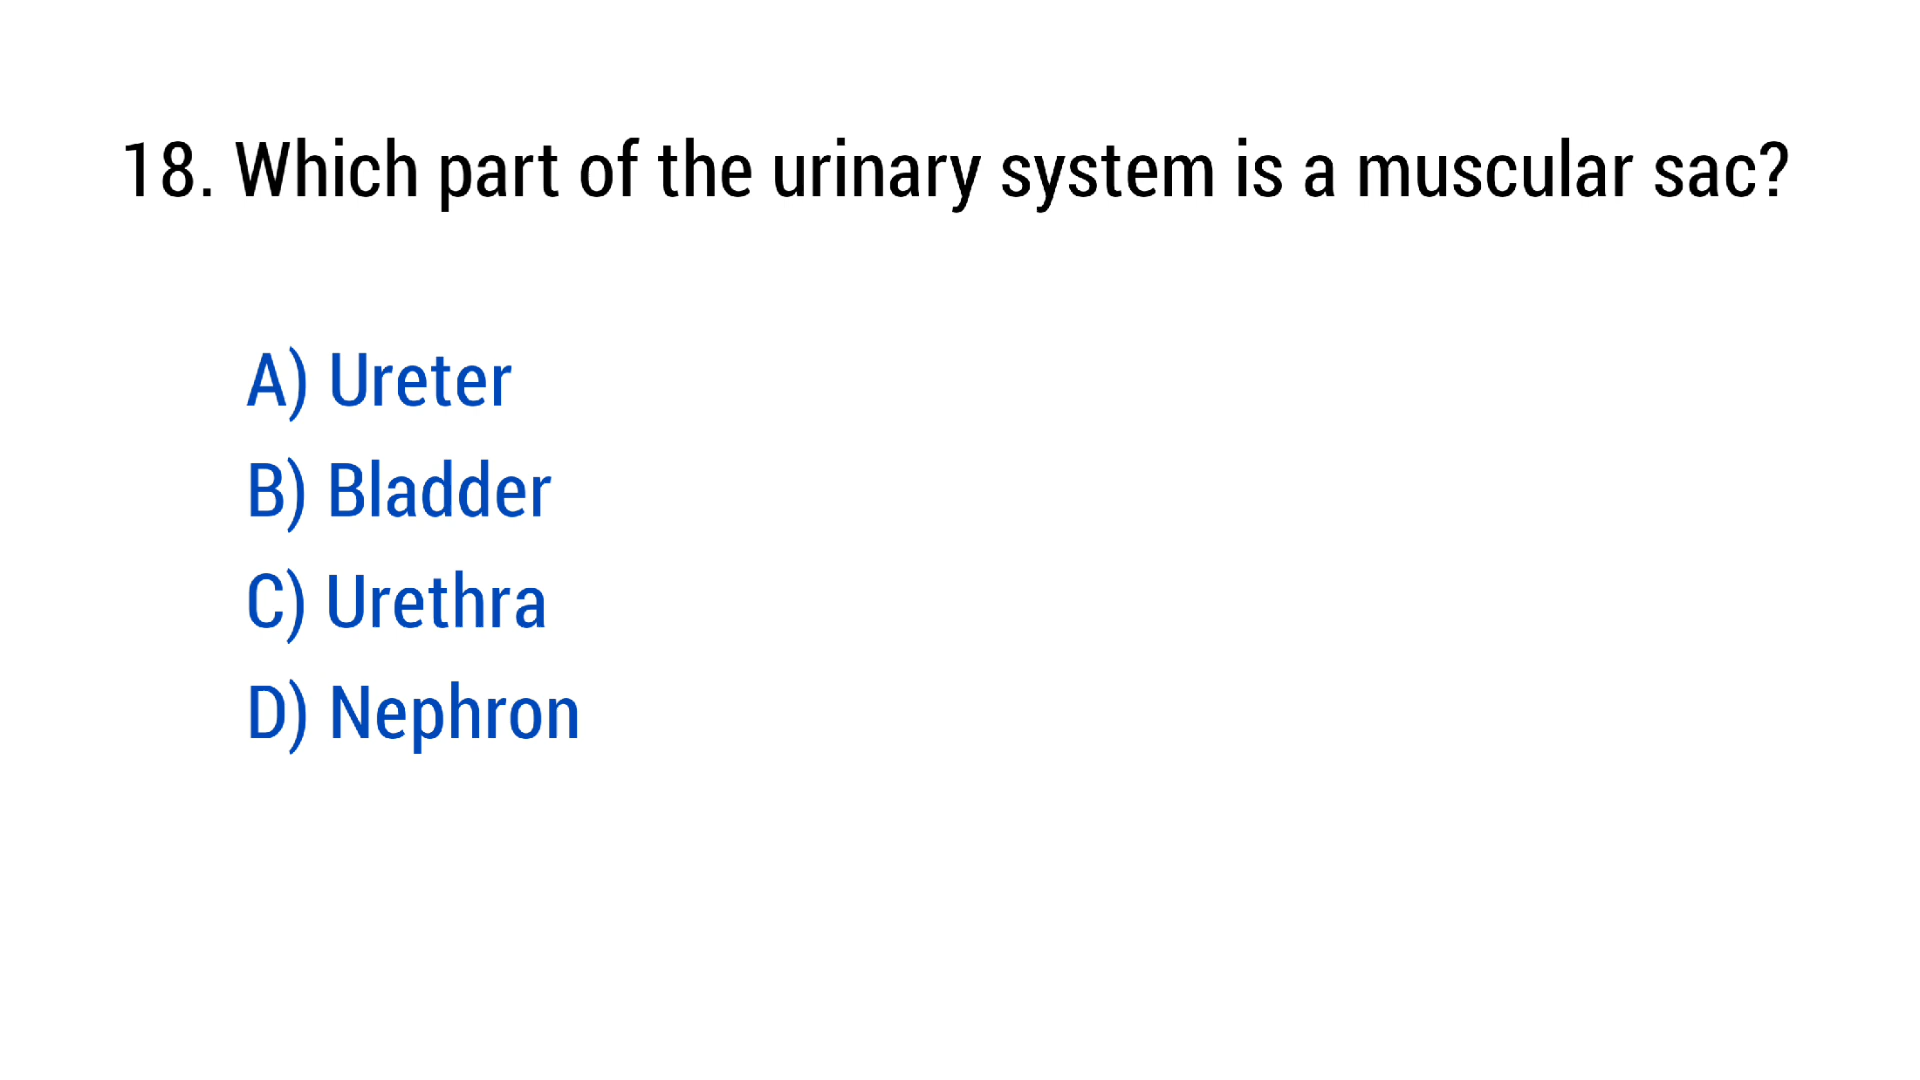 18. Which part of the urinary system is a muscular sac?
A) Ureter
B) Bladder
C) Urethra
D) Nephron